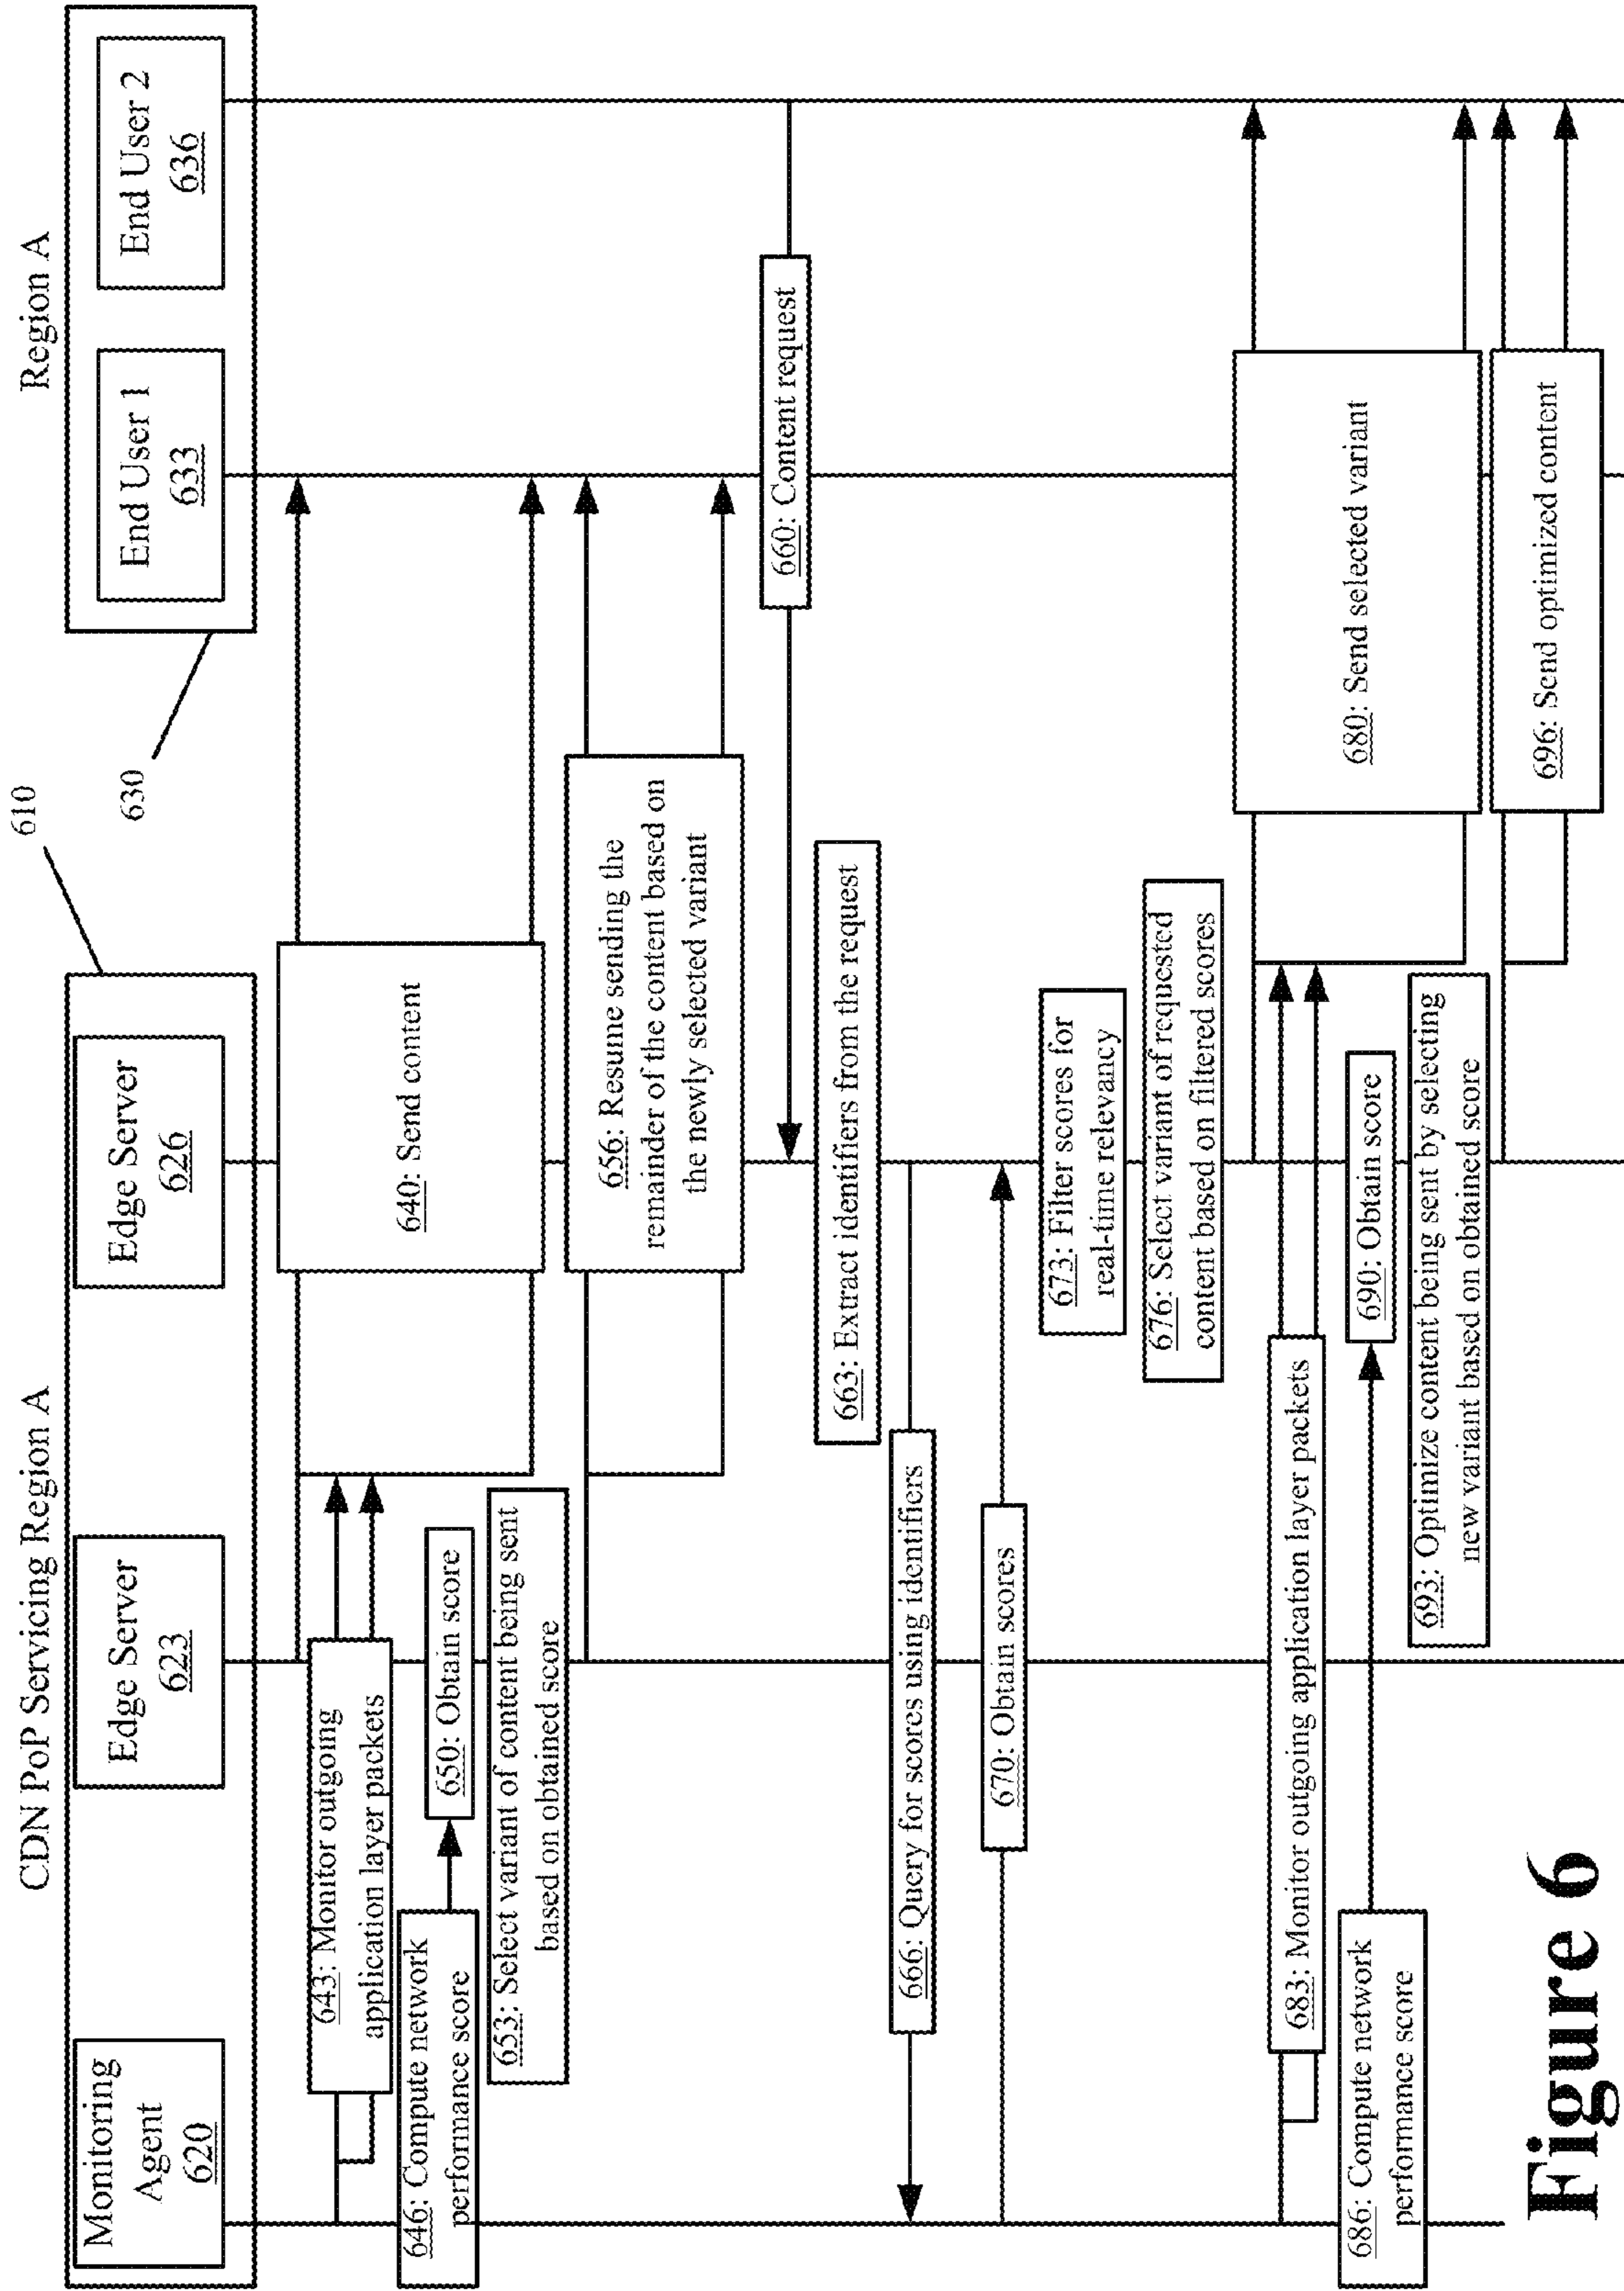 CDN PoP Servicing Region A
Region A
610
630
Monitoring
Agent
620
Edge Server
623
Edge Server
626
End User 1
633
End User 2
636
640: Send content
643: Monitor outgoing
application layer packets
646: Compute network
performance score
650: Obtain score
653: Select variant of content being sent
based on obtained score
656: Resume sending the
remainder of the content based on
the newly selected variant
660: Content request
663: Extract identifiers from the request
666: Query for scores using identifiers
670: Obtain scores
673: Filter scores for
real-time relevancy
676: Select variant of requested
content based on filtered scores
680: Send selected variant
683: Monitor outgoing application layer packets
686: Compute network
performance score
690: Obtain score
693: Optimize content being sent by selecting
new variant based on obtained score
696: Send optimized content
Figure 6